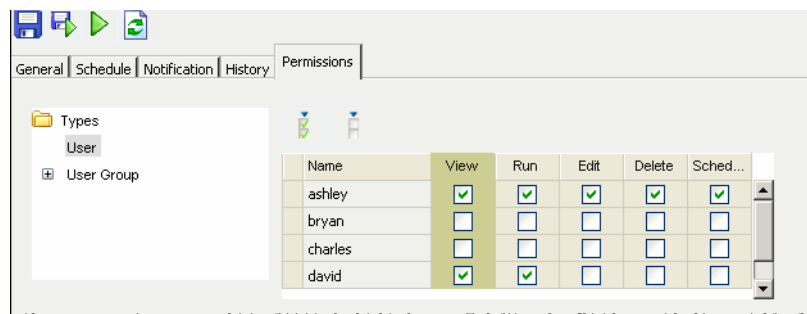 General Schedule Notification History Permissions
Types
User
User Group
Name View Run Edit Delete Sched...
ashley
bryan
charles
david